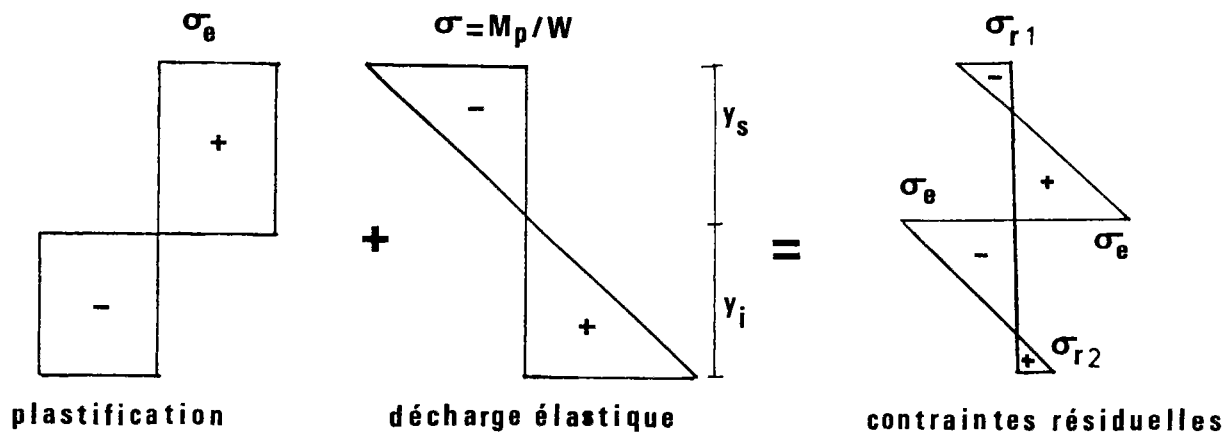 σe
σ=Mp/W
σr1
-
+
-
ys
+
+
=
σe
σe
-
-
yi
+
+
σr2
plastification
décharge élastique
contraintes résiduelles